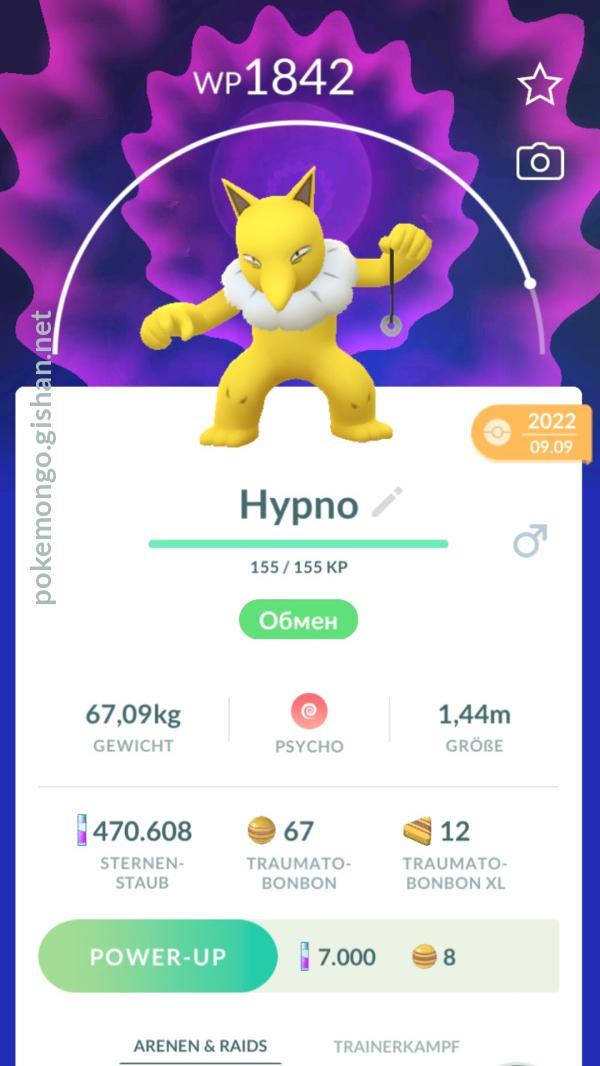 WP1842
pokemongo.gishan.net
2022
09.09
Hypno
155 / 155 KP
Обмен
67,09kg
GEWICHT
PSYCHO
1,44m
GRÖßE
470.608
STERNEN-
STAUB
67
TRAUMATO-
BONBON
12
TRAUMATO-
BONBON XL
POWER-UP
7.000
8
ARENEN & RAIDS
TRAINERKAMPF